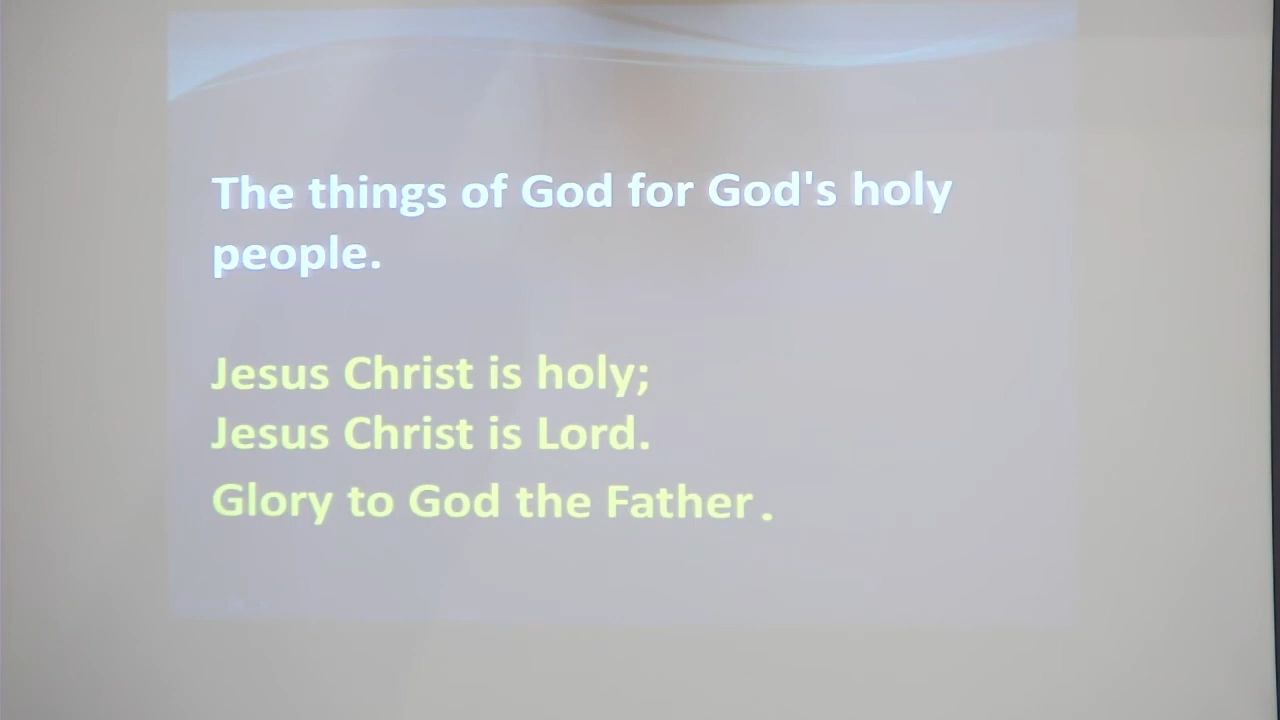 The things of God for God's holy
people.
Jesus Christ is holy;
Jesus Christ is Lord.
Glory to God the Father .